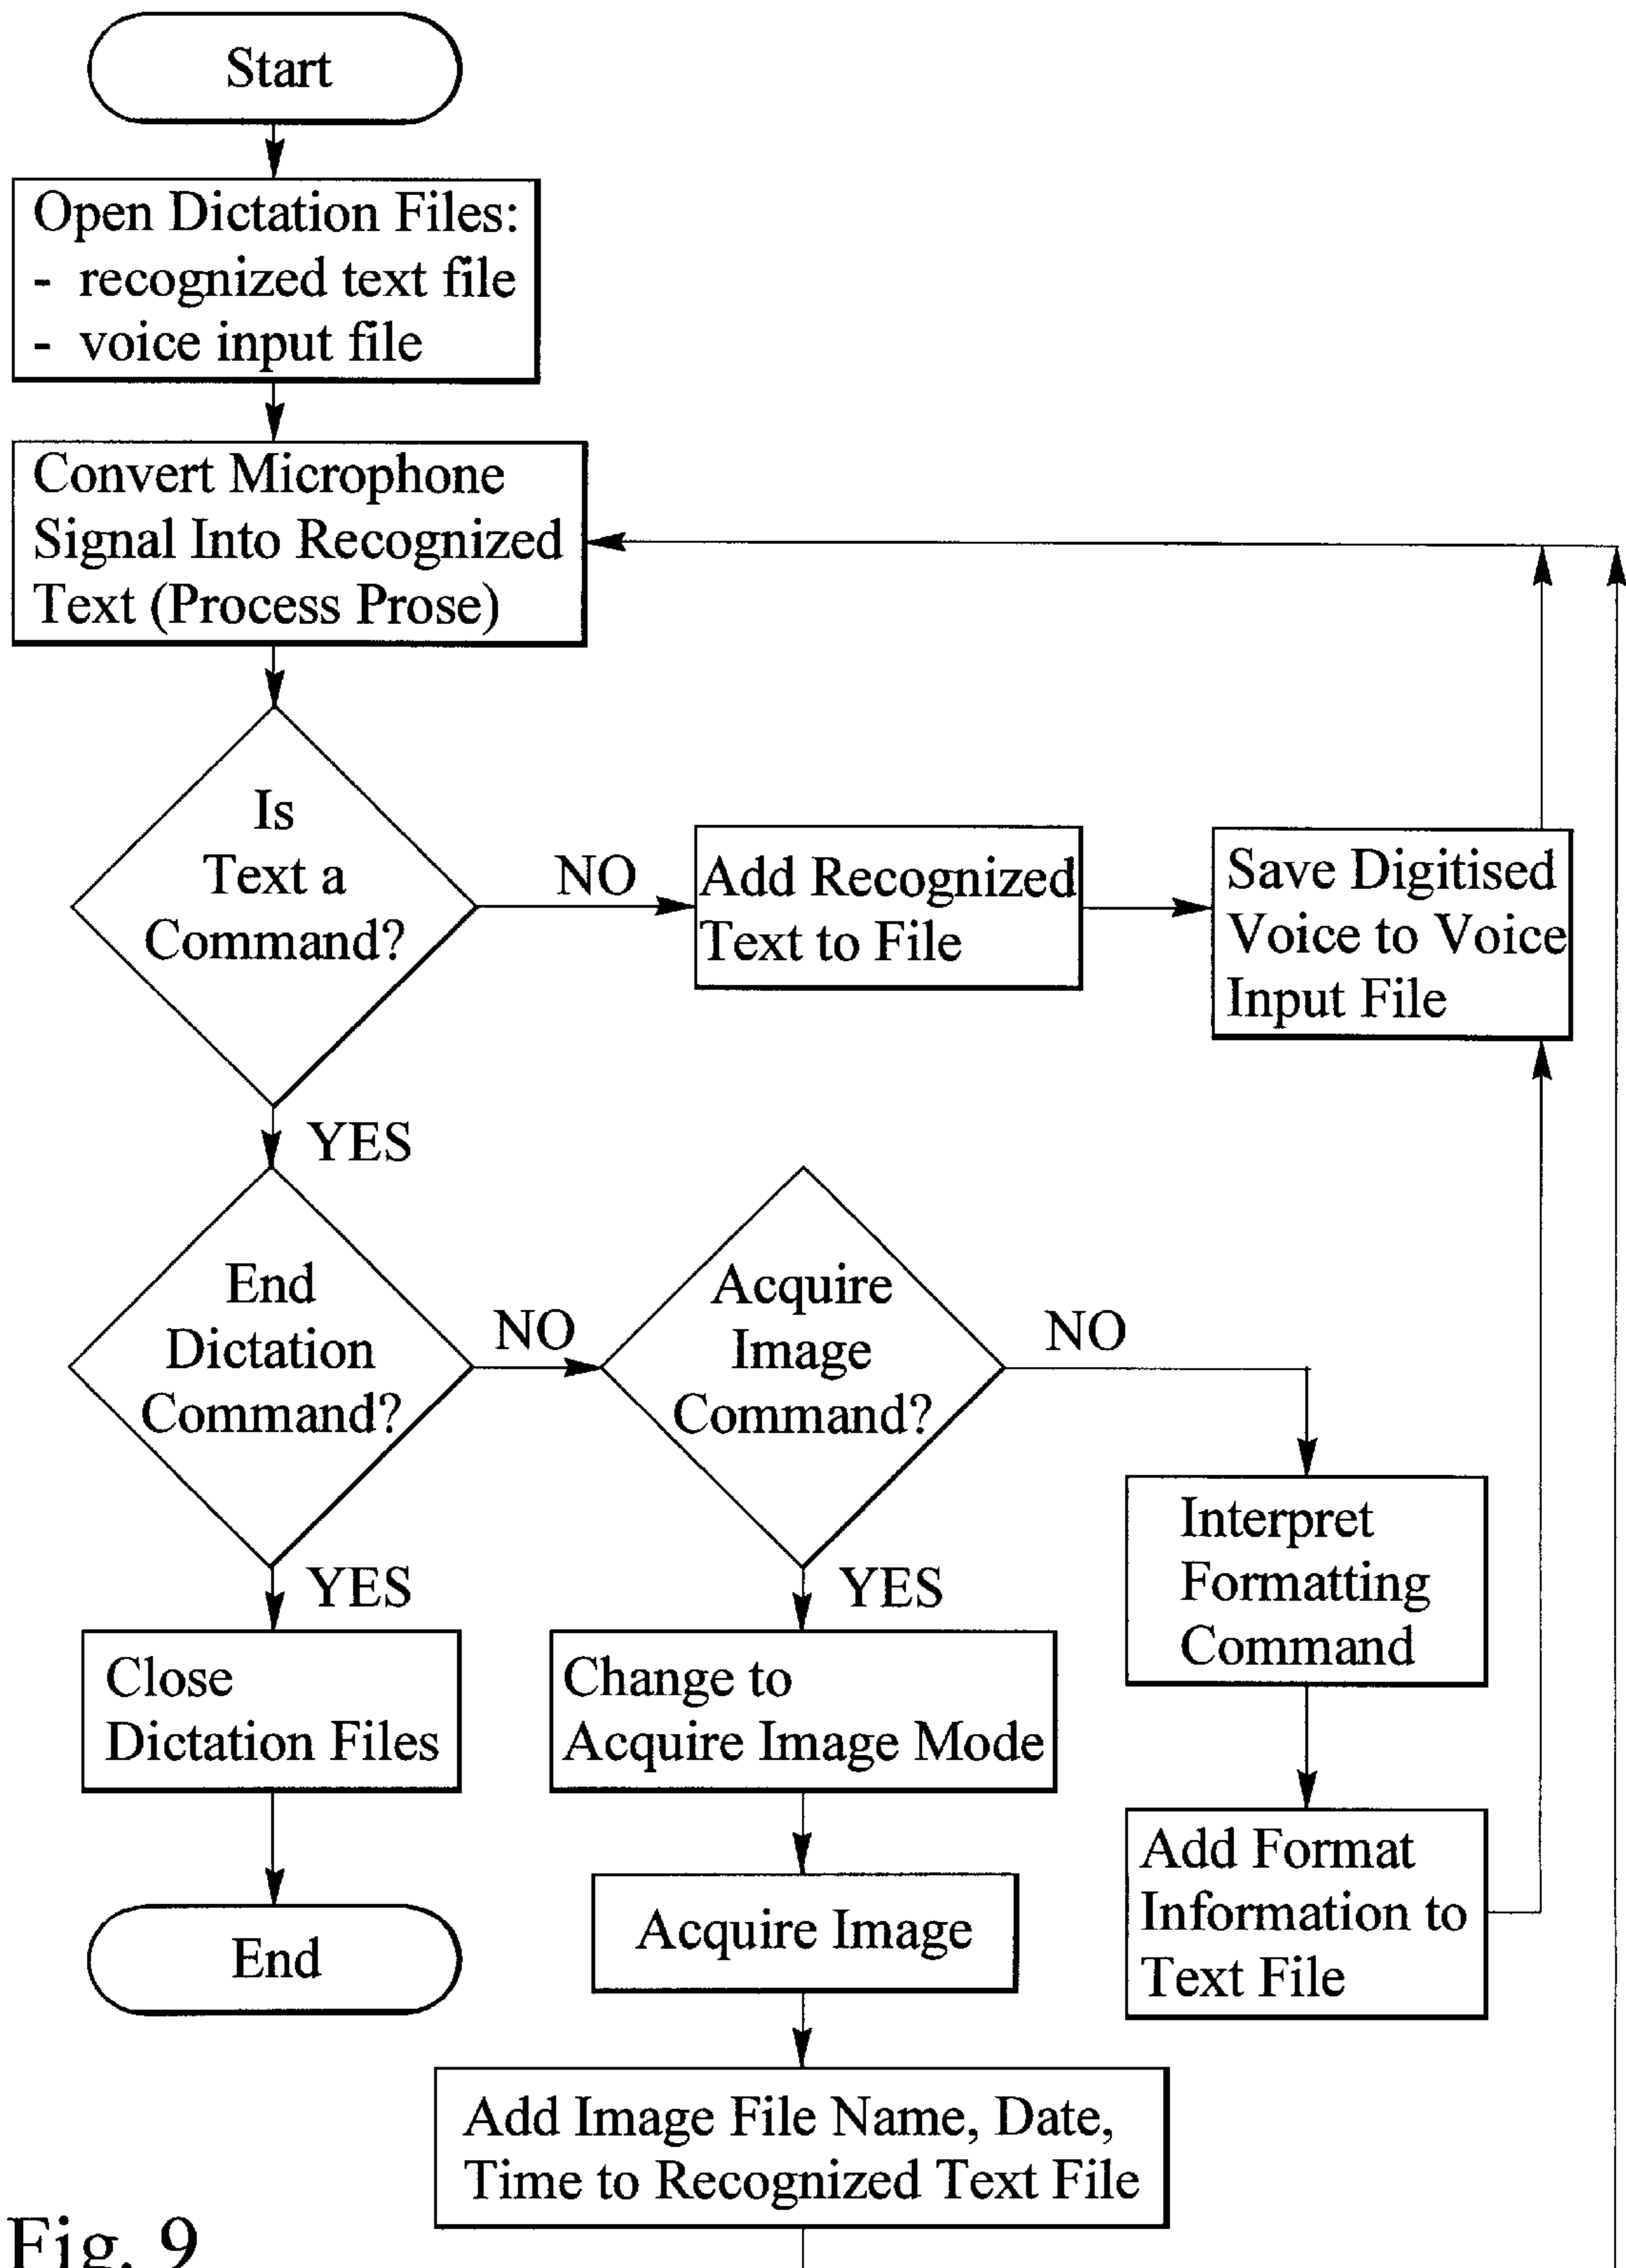 Start
Open Dictation Files:
- recognized text file
- voice input file
Convert Microphone
Signal Into Recognized
Text (Process Prose)
Is
Text a
Command?
NO
Add Recognized
Text to File
Save Digitised
Voice to Voice
Input File
YES
End
Dictation
Command?
NO
Acquire
Image
Command?
NO
Interpret
Formatting
Command
YES
Close
Dictation Files
YES
Change to
Acquire Image Mode
Add Format
Information to
Text File
Acquire Image
End
Add Image File Name, Date,
Time to Recognized Text File
Fig. 9